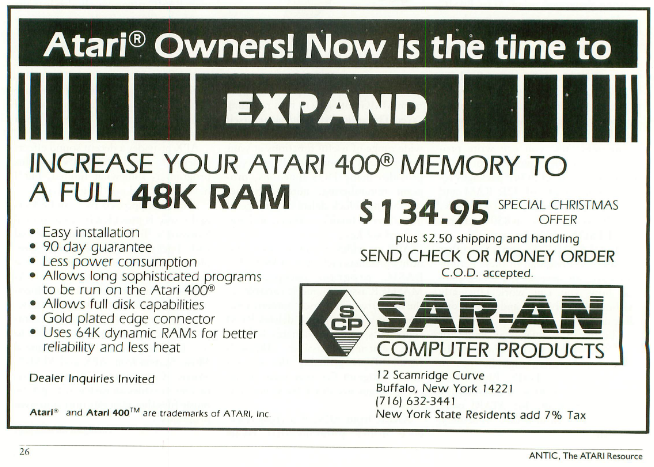 Atari® Owners! Now is the time to
EXPAND
INCREASE YOUR ATARI 400® MEMORY TO
A FULL 48K RAM
$134.95 SPECIAL CHRISTMAS
OFFER
plus $2.50 shipping and handling
SEND CHECK OR MONEY ORDER
C.O.D. accepted.
• Easy installation
• 90 day guarantee
• Less power consumption
• Allows long sophisticated programs
to be run on the Atari 400®
• Allows full disk capabilities
• Gold plated edge connector
• Uses 64K dynamic RAMs for better
reliability and less heat
SCP
SAR-AN
COMPUTER PRODUCTS
Dealer Inquiries Invited
12 Scamridge Curve
Buffalo, New York 14221
(716) 632-3441
New York State Residents add 7% Tax
Atari® and Atari 400™ are trademarks of ATARI, inc
26
ANTIC, The ATARI Resource